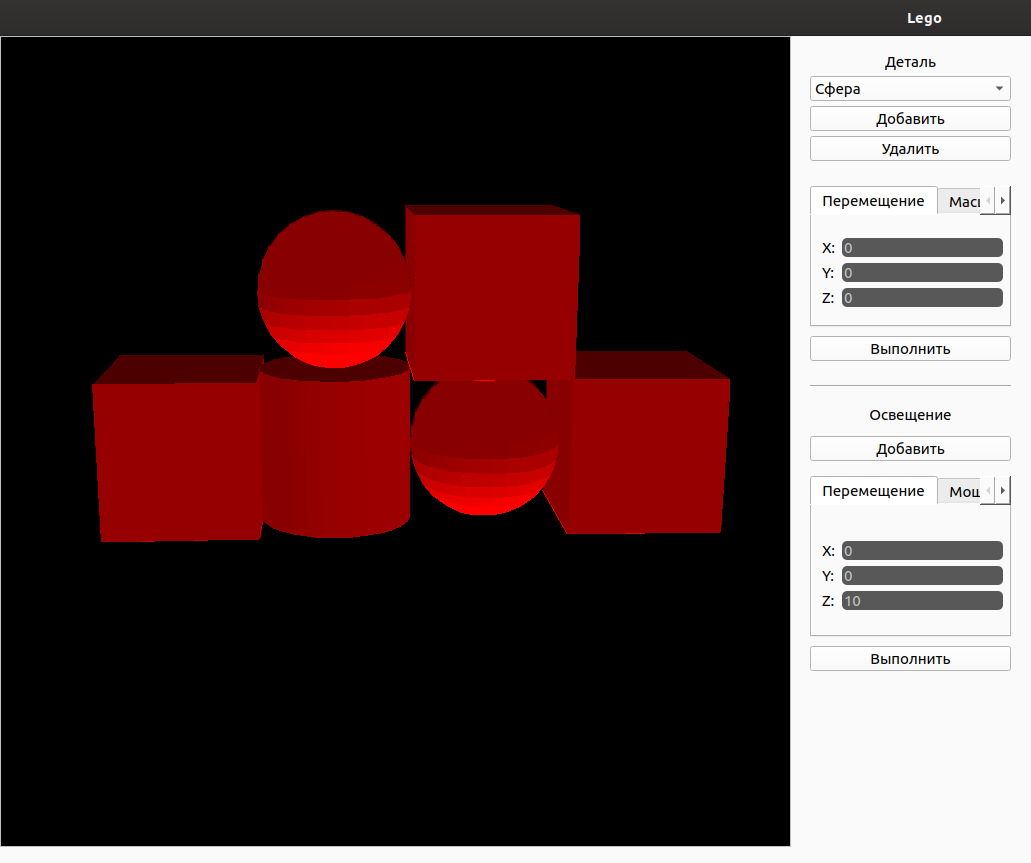 Lego
Деталь
Сфера
Добавить
Удалить
Перемещение
X: 0
Y: 0
Z: 0
Выполнить
Освещение
Добавить
Перемещение
X: 0
Y: 0
Z: 10
Выполнить